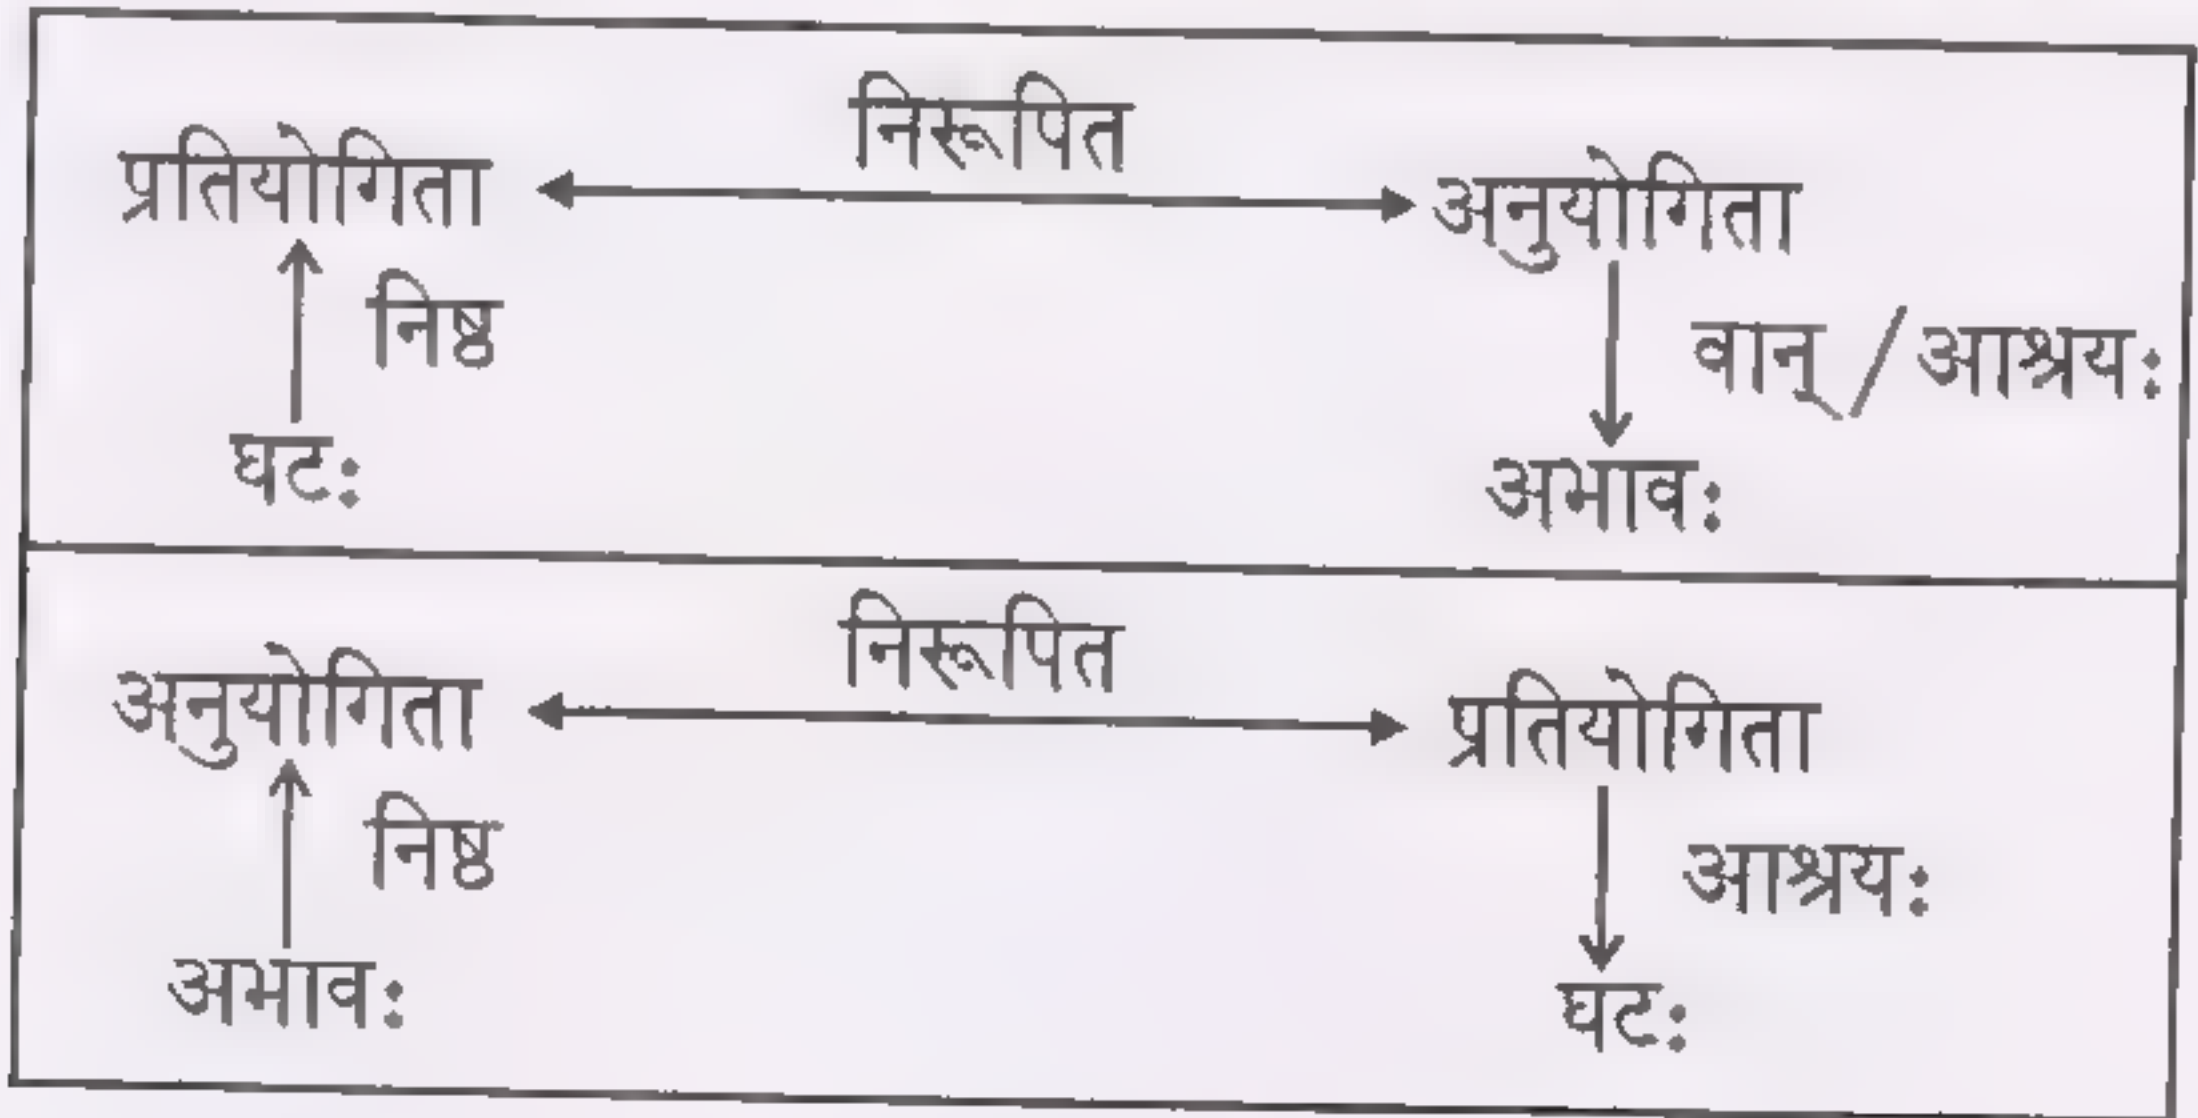 निरूपित
प्रतियोगिता अनुयोगिता
निष्ठ वान्/आश्रयः
घटः अभावः
निरूपित
अनुयोगिता प्रतियोगिता
निष्ठ आश्रयः
अभावः घटः